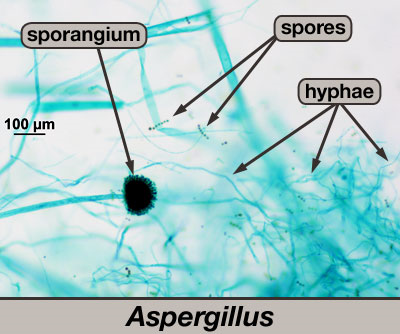 sporangium
spores
hyphae
100 µm
Aspergillus